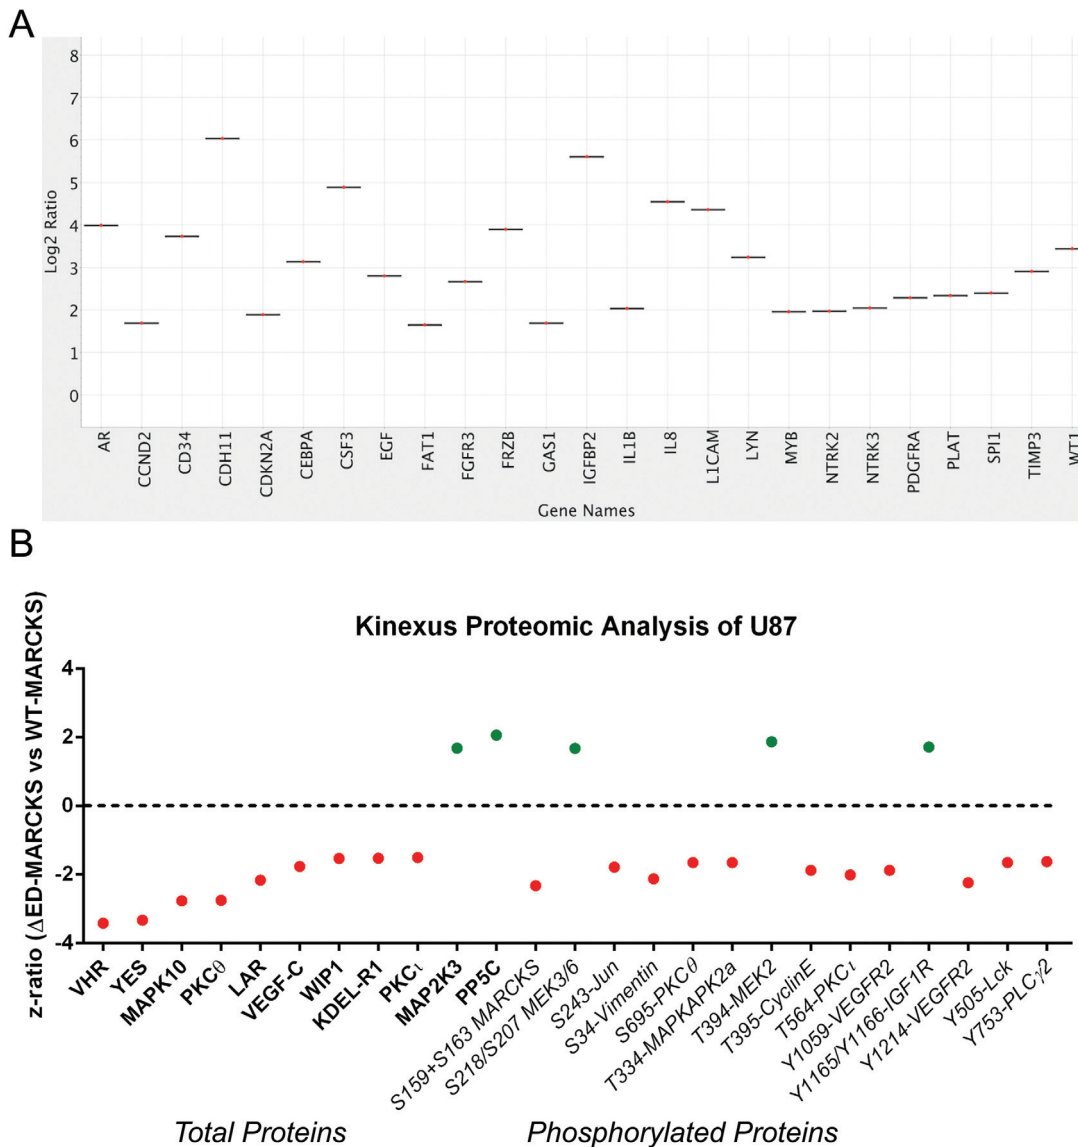 A
8
7
6
5
4
3
2
1
0
Log2 Ratio
AR
CCND2
CD34
CDH11
CDKN2A
CEBPA
CSF3
EGF
FAT1
FGFR3
FRZB
GAS1
IGFBP2
IL1B
IL8
L1CAM
LYN
MYB
NTRK2
NTRK3
PDGFRA
PLAT
SPI1
TIMP3
WT1
Gene Names
B
Kinexus Proteomic Analysis of U87
z-ratio (ΔED-MARCKS vs WT-MARCKS)
4
2
0
-2
-4
VHR
YES
MAPK10
PKCθ
LAR
VEGF-C
WIP1
KDEL-R1
PKCι
MAP2K3
PP5C
S159+S163 MARCKS
S218/S207 MEK3/6
S243-Jun
S34-Vimentin
S695-PKCθ
T334-MAPKAPK2a
T394-MEK2
T395-CyclinE
T564-PKCι
Y1059-VEGFR2
Y1165/Y1166-IGF1R
Y1214-VEGFR2
Y505-Lck
Y753-PLCγ2
Total Proteins
Phosphorylated Proteins